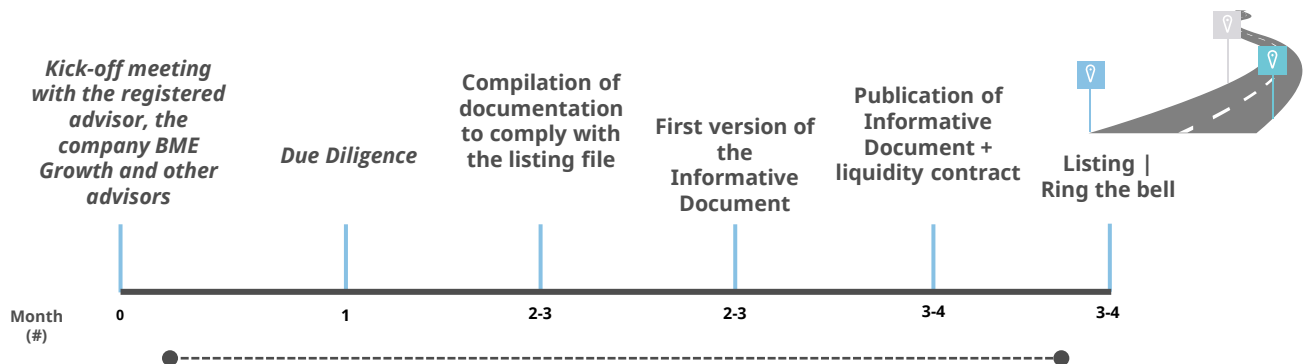 Kick-off meeting
with the registered
advisor, the
company BME
Growth and other
advisors
Due Diligence
Compilation of
documentation
to comply with
the listing file
First version of
the
Informative
Document
Publication of
Informative
Document +
liquidity contract
Listing |
Ring the bell
Month
(#)
0
1
2-3
2-3
3-4
3-4